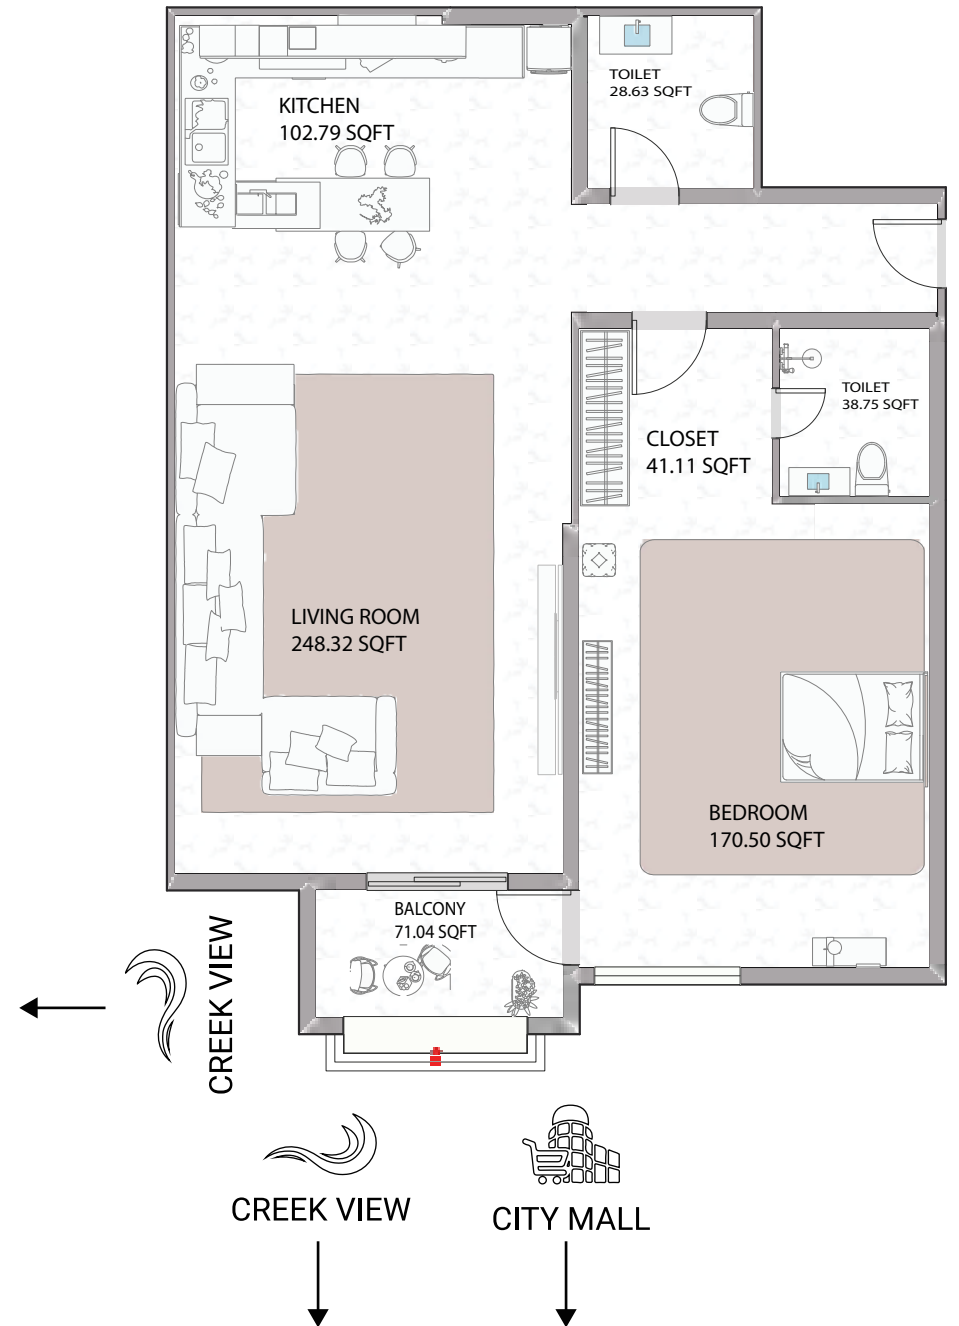 TOILET
28.63 SQFT
KITCHEN
102.79 SQFT
TOILET
38.75 SQFT
CLOSET
41.11 SQFT
LIVING ROOM
248.32 SQFT
BEDROOM
170.50 SQFT
BALCONY
71.04 SQFT
CREEK VIEW
CREEK VIEW
CITY MALL